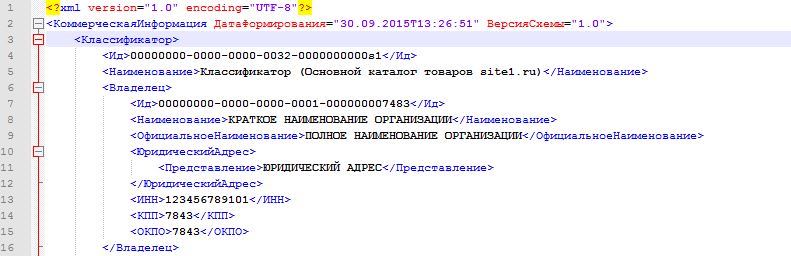 1 <?xml version="1.0" encoding="UTF-8"?>
2 <КоммерческаяИнформация ДатаФормирования="30.09.2015T13:26:51" ВерсияСхемы="1.0">
3 <Классификатор>
4 <Ид>00000000-0000-0000-0032-0000000000s1</Ид>
5 <Наименование>Классификатор (Основной каталог товаров site1.ru)</Наименование>
6 <Владелец>
7 <Ид>00000000-0000-0000-0001-000000007483</Ид>
8 <Наименование>КРАТКОЕ НАИМЕНОВАНИЕ ОРГАНИЗАЦИИ</Наименование>
9 <ОфициальноеНаименование>ПОЛНОЕ НАИМЕНОВАНИЕ ОРГАНИЗАЦИИ</ОфициальноеНаименование>
10 <ЮридическийАдрес>
11 <Представление>ЮРИДИЧЕСКИЙ АДРЕС</Представление>
12 </ЮридическийАдрес>
13 <ИНН>123456789101</ИНН>
14 <КПП>7843</КПП>
15 <ОКПО>7843</ОКПО>
16 </Владелец>